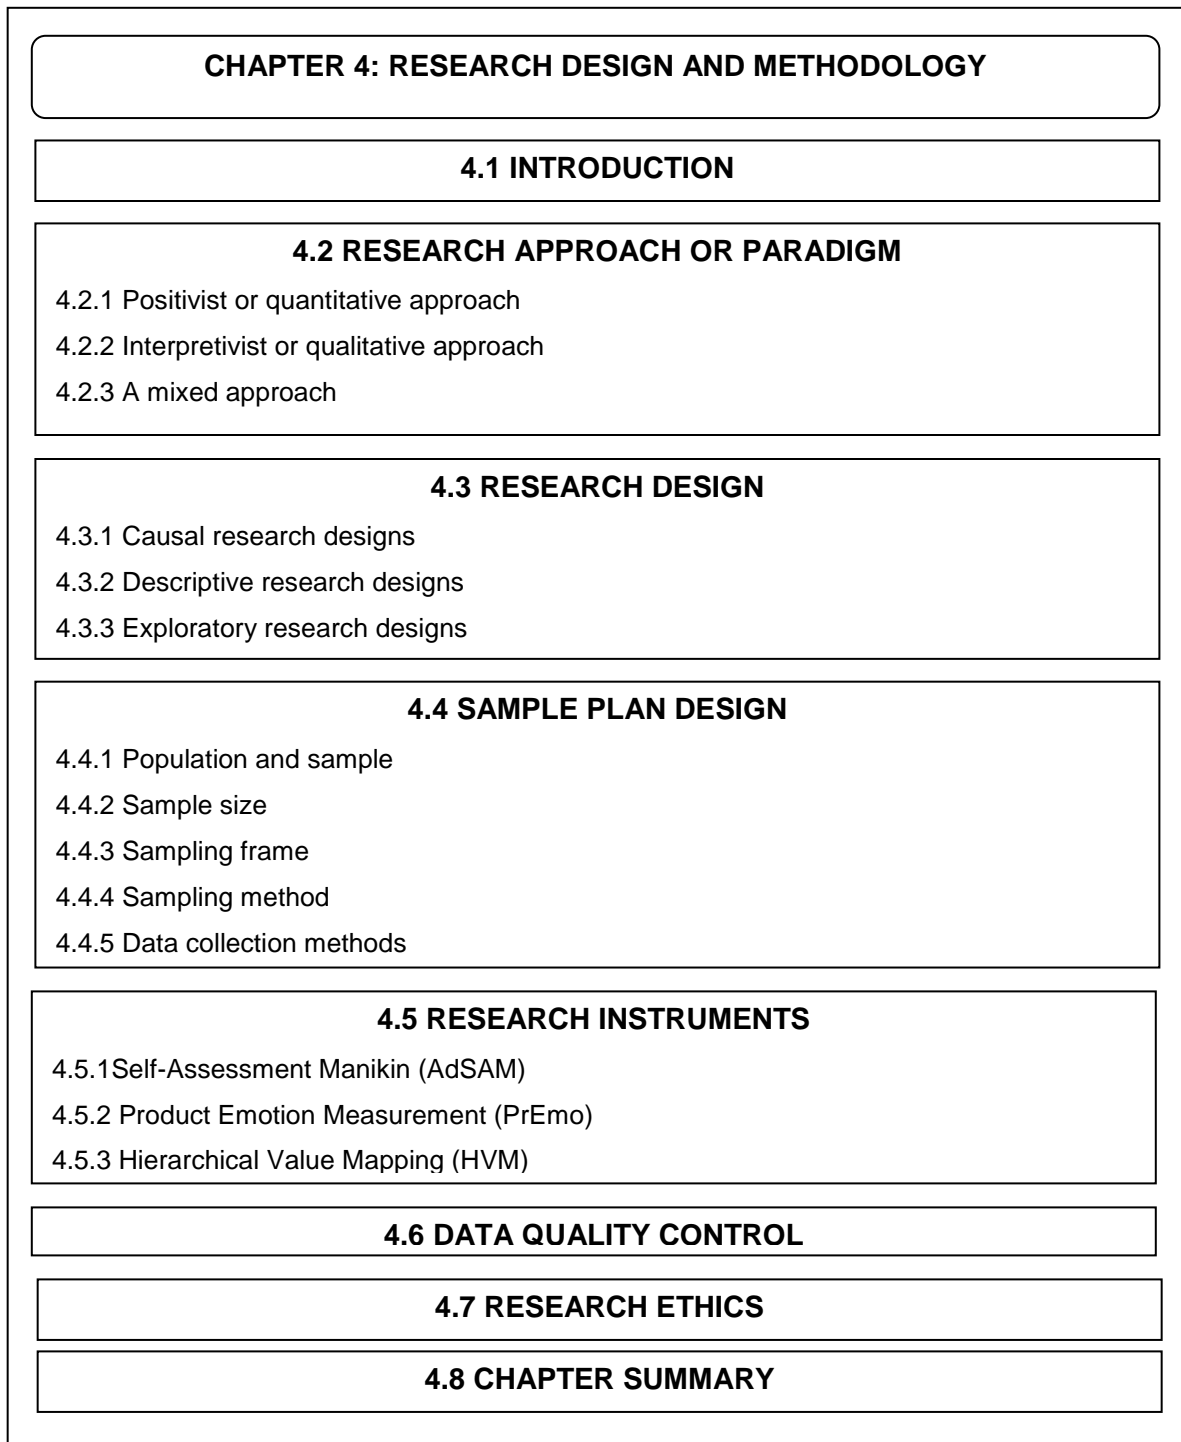 CHAPTER 4: RESEARCH DESIGN AND METHODOLOGY
4.1 INTRODUCTION
4.2 RESEARCH APPROACH OR PARADIGM
4.2.1 Positivist or quantitative approach
4.2.2 Interpretivist or qualitative approach
4.2.3 A mixed approach
4.3 RESEARCH DESIGN
4.3.1 Causal research designs
4.3.2 Descriptive research designs
4.3.3 Exploratory research designs
4.4 SAMPLE PLAN DESIGN
4.4.1 Population and sample
4.4.2 Sample size
4.4.3 Sampling frame
4.4.4 Sampling method
4.4.5 Data collection methods
4.5 RESEARCH INSTRUMENTS
4.5.1Self-Assessment Manikin (AdSAM)
4.5.2 Product Emotion Measurement (PrEmo)
4.5.3 Hierarchical Value Mapping (HVM)
4.6 DATA QUALITY CONTROL
4.7 RESEARCH ETHICS
4.8 CHAPTER SUMMARY